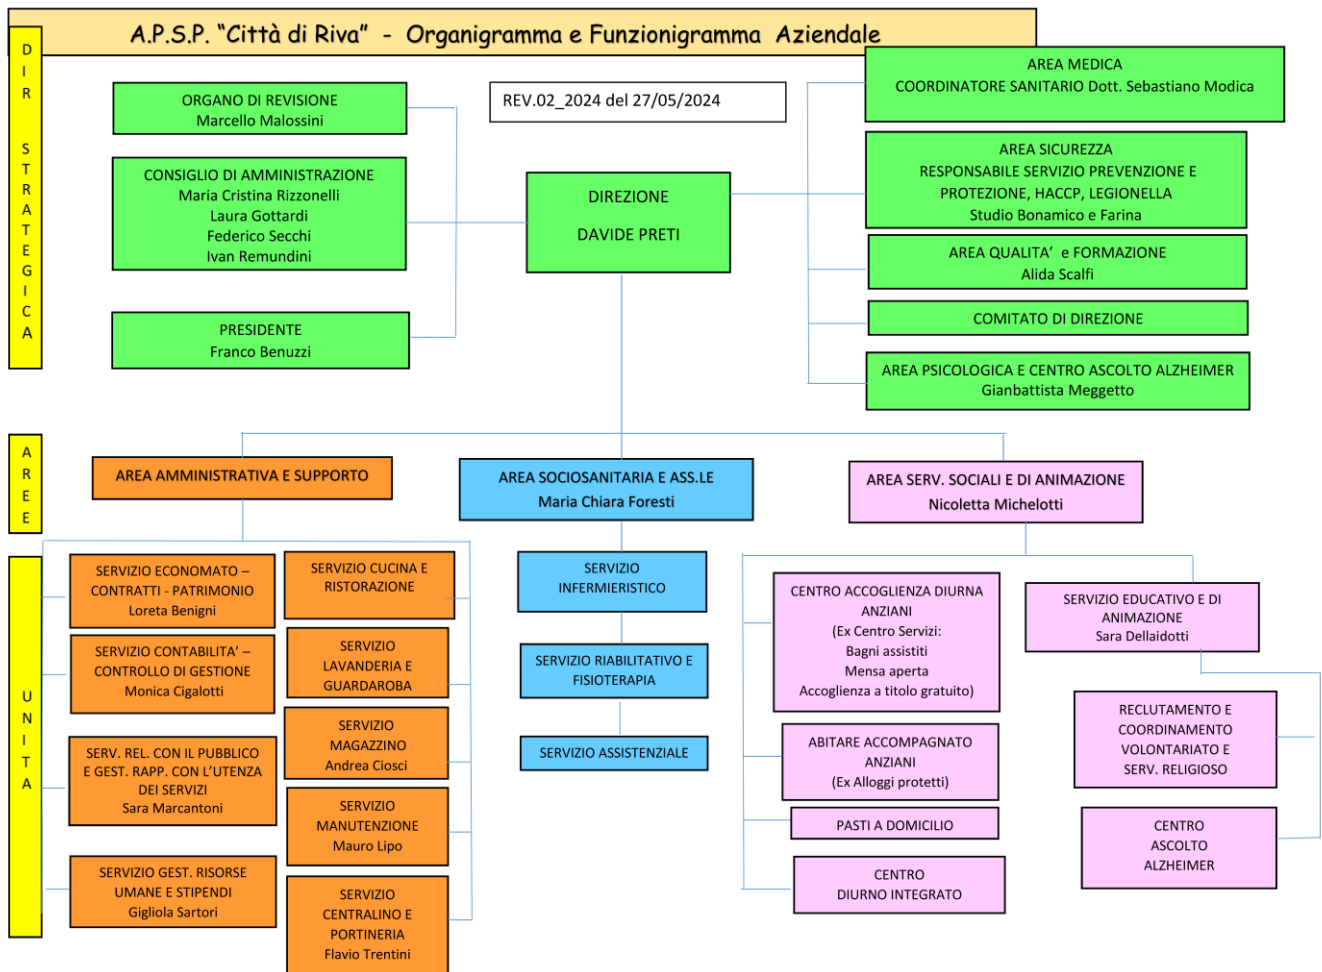 A.P.S.P. “Città di Riva” - Organigramma e Funzionigramma Aziendale
D
I
R
S
T
R
A
T
E
G
I
C
A
ORGANO DI REVISIONE
Marcello Malossini
REV.02_2024 del 27/05/2024
AREA MEDICA
COORDINATORE SANITARIO Dott. Sebastiano Modica
CONSIGLIO DI AMMINISTRAZIONE
Maria Cristina Rizzonelli
Laura Gottardi
Federico Secchi
Ivan Remundini
DIREZIONE
DAVIDE PRETI
AREA SICUREZZA
RESPONSABILE SERVIZIO PREVENZIONE E
PROTEZIONE, HACCP, LEGIONELLA
Studio Bonamico e Farina
AREA QUALITA’ e FORMAZIONE
Alida Scalfi
PRESIDENTE
Franco Benuzzi
COMITATO DI DIREZIONE
AREA PSICOLOGICA E CENTRO ASCOLTO ALZHEIMER
Gianbattista Meggetto
A
R
E
E
AREA AMMINISTRATIVA E SUPPORTO
AREA SOCIOSANITARIA E ASS.LE
Maria Chiara Foresti
AREA SERV. SOCIALI E DI ANIMAZIONE
Nicoletta Michelotti
U
N
I
T
A
SERVIZIO ECONOMATO –
CONTRATTI - PATRIMONIO
Loreta Benigni
SERVIZIO CONTABILITA’ –
CONTROLLO DI GESTIONE
Monica Cigalotti
SERV. REL. CON IL PUBBLICO
E GEST. RAPP. CON L’UTENZA
DEI SERVIZI
Sara Marcantoni
SERVIZIO GEST. RISORSE
UMANE E STIPENDI
Gigliola Sartori
SERVIZIO CUCINA E
RISTORAZIONE
SERVIZIO
LAVANDERIA E
GUARDAROBA
SERVIZIO
MAGAZZINO
Andrea Ciosci
SERVIZIO
MANUTENZIONE
Mauro Lipo
SERVIZIO
CENTRALINO E
PORTINERIA
Flavio Trentini
SERVIZIO
INFERMIERISTICO
SERVIZIO RIABILITATIVO E
FISIOTERAPIA
SERVIZIO ASSISTENZIALE
CENTRO ACCOGLIENZA DIURNA
ANZIANI
(Ex Centro Servizi:
Bagni assistiti
Mensa aperta
Accoglienza a titolo gratuito)
ABITARE ACCOMPAGNATO
ANZIANI
(Ex Alloggi protetti)
PASTI A DOMICILIO
CENTRO
DIURNO INTEGRATO
SERVIZIO EDUCATIVO E DI
ANIMAZIONE
Sara Dellaidotti
RECLUTAMENTO E
COORDINAMENTO
VOLONTARIATO E
SERV. RELIGIOSO
CENTRO
ASCOLTO
ALZHEIMER